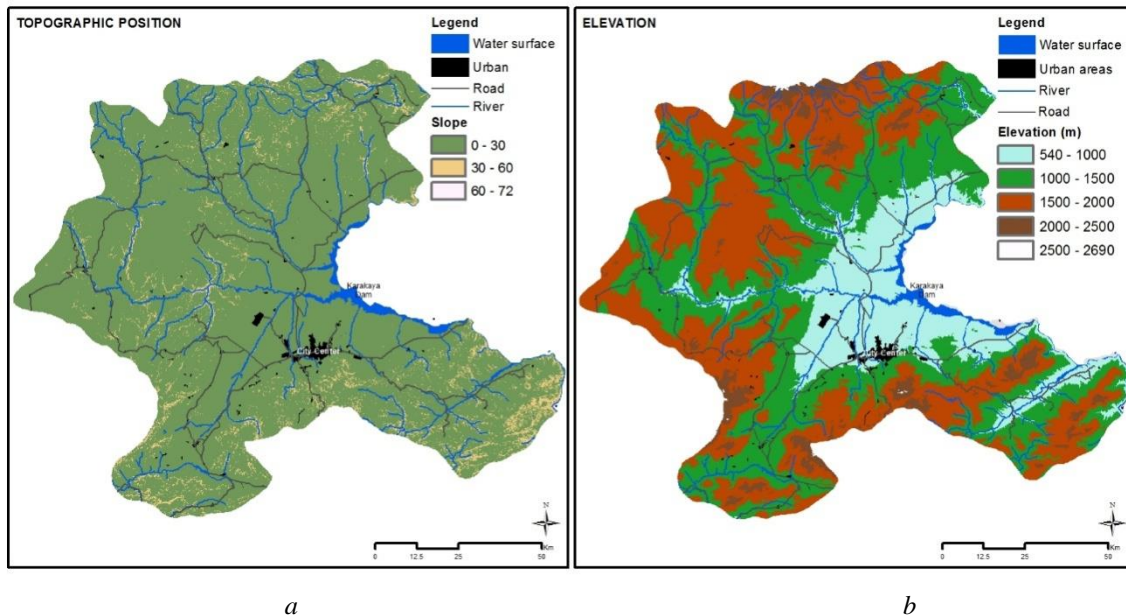 TOPOGRAPHIC POSITION
Legend
Water surface
Urban
Road
River
Slope
0 - 30
30 - 60
60 - 72
Karakaya
Dam
City Center
N
Km
0 12.5 25 50
a
ELEVATION
Legend
Water surface
Urban areas
River
Road
Elevation (m)
540 - 1000
1000 - 1500
1500 - 2000
2000 - 2500
2500 - 2690
Karakaya
Dam
City Center
N
Km
0 12.5 25 50
b